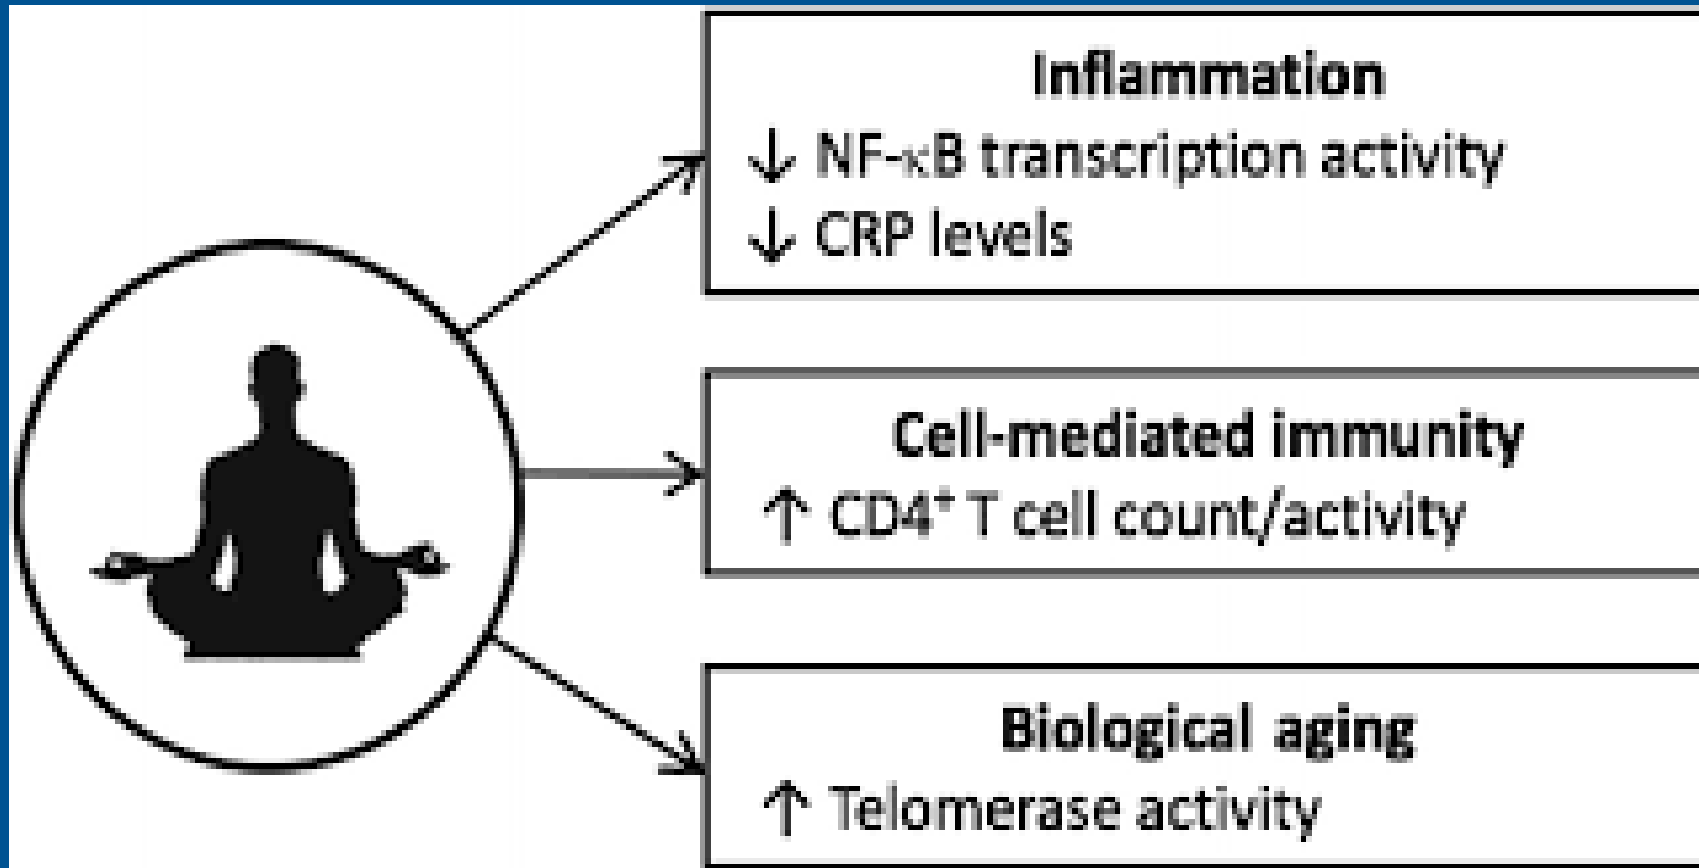 Inflammation
↓ NF-κB transcription activity
↓ CRP levels
Cell-mediated immunity
↑ CD4⁺ T cell count/activity
Biological aging
↑ Telomerase activity